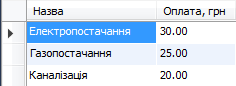 Назва Оплата, грн
Електропостачання 30.00
Газопостачання 25.00
Каналізація 20.00